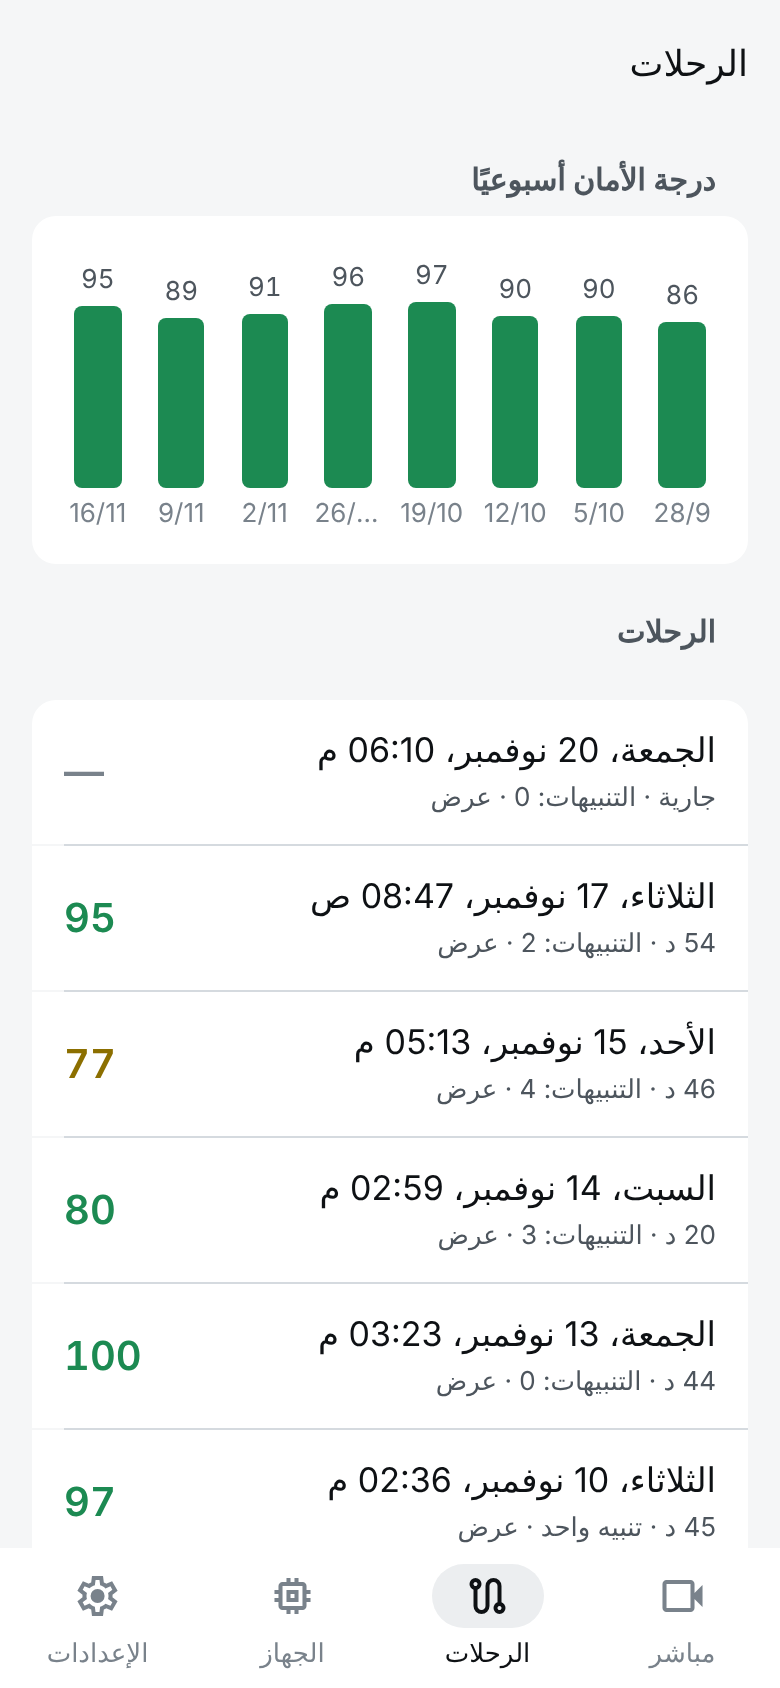 الرحلات
درجة الأمان أسبوعيًا
86 90 90 97 96 91 89 95
28/9 5/10 12/10 19/10 26/... 2/11 9/11 16/11
الرحلات
الجمعة، 20 نوفمبر، 06:10 م
جارية · التنبيهات: 0 · عرض
—
الثلاثاء، 17 نوفمبر، 08:47 ص
54 د · التنبيهات: 2 · عرض
95
الأحد، 15 نوفمبر، 05:13 م
46 د · التنبيهات: 4 · عرض
77
السبت، 14 نوفمبر، 02:59 م
20 د · التنبيهات: 3 · عرض
80
الجمعة، 13 نوفمبر، 03:23 م
44 د · التنبيهات: 0 · عرض
100
الثلاثاء، 10 نوفمبر، 02:36 م
45 د · تنبيه واحد · عرض
97
مباشر
الرحلات
الجهاز
الإعدادات